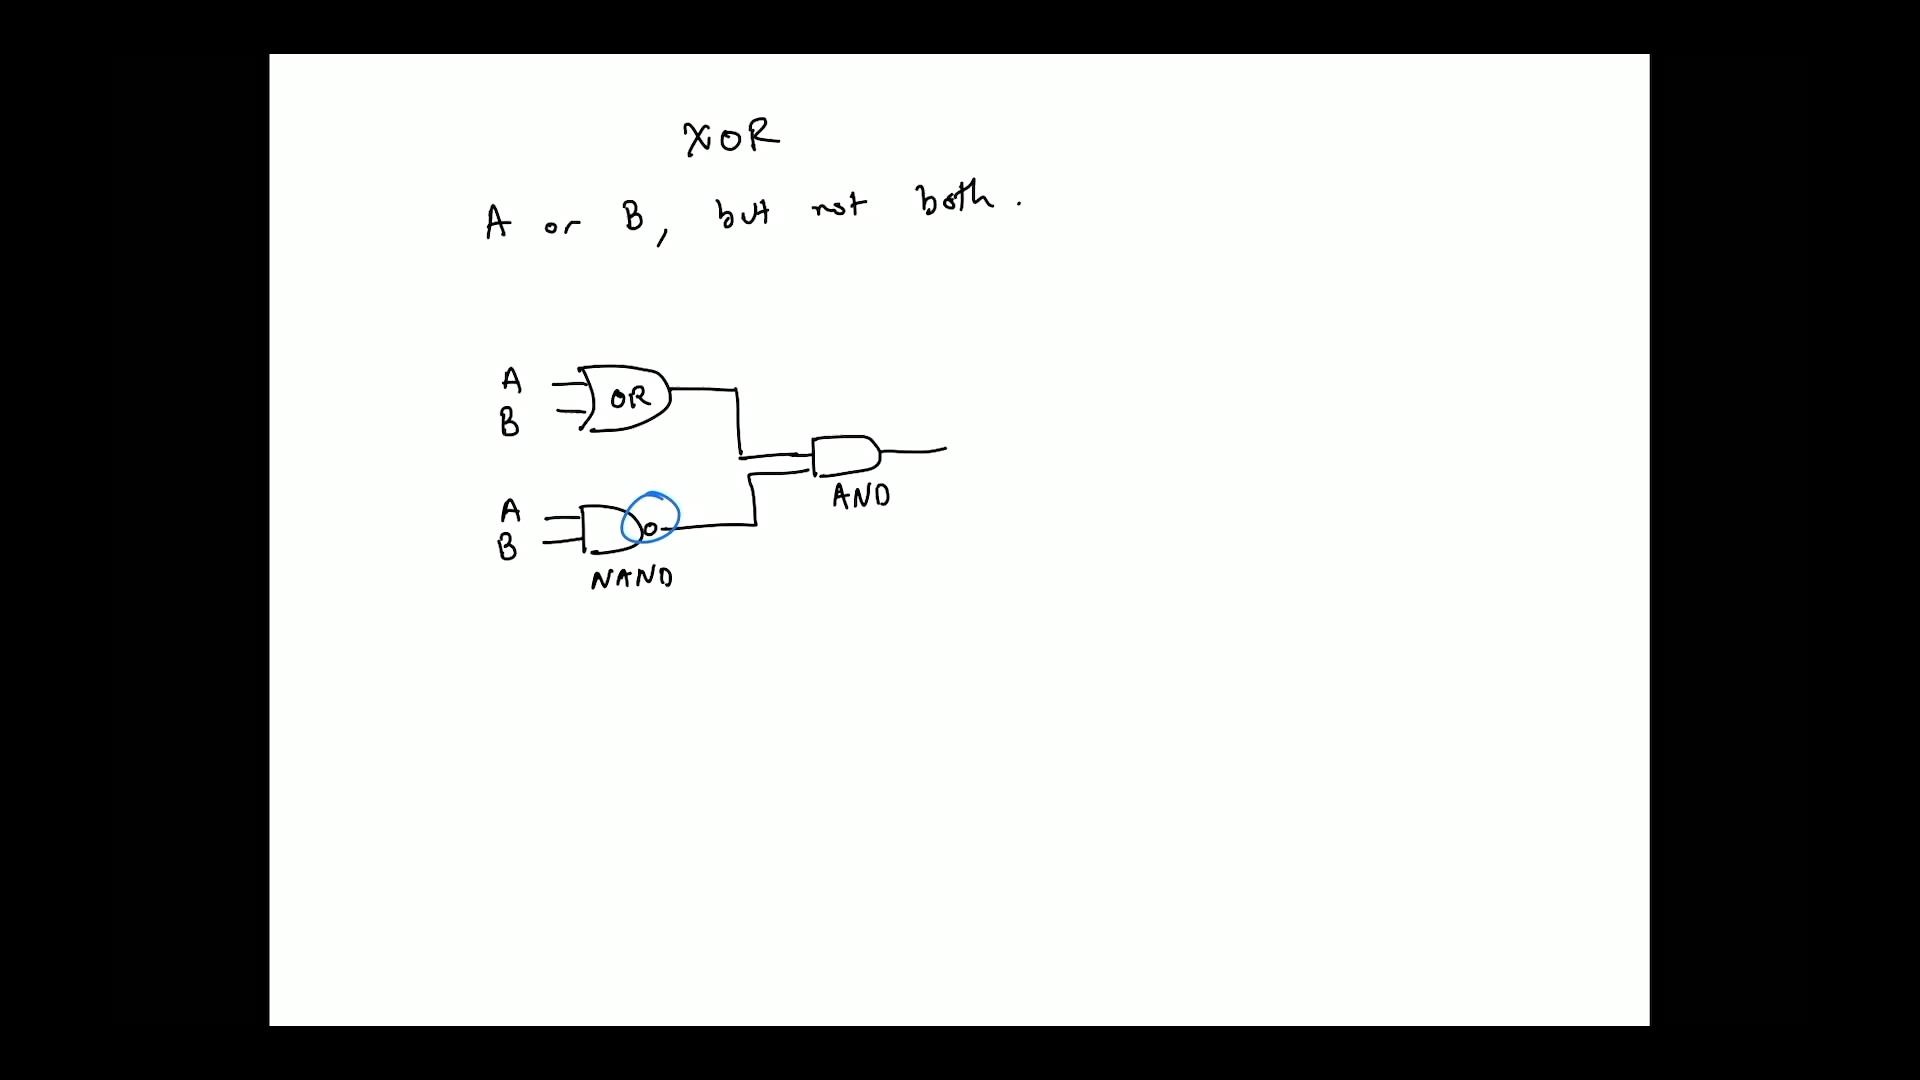 XOR
A or B, but not both.
A
B
OR
AND
A
B
NAND